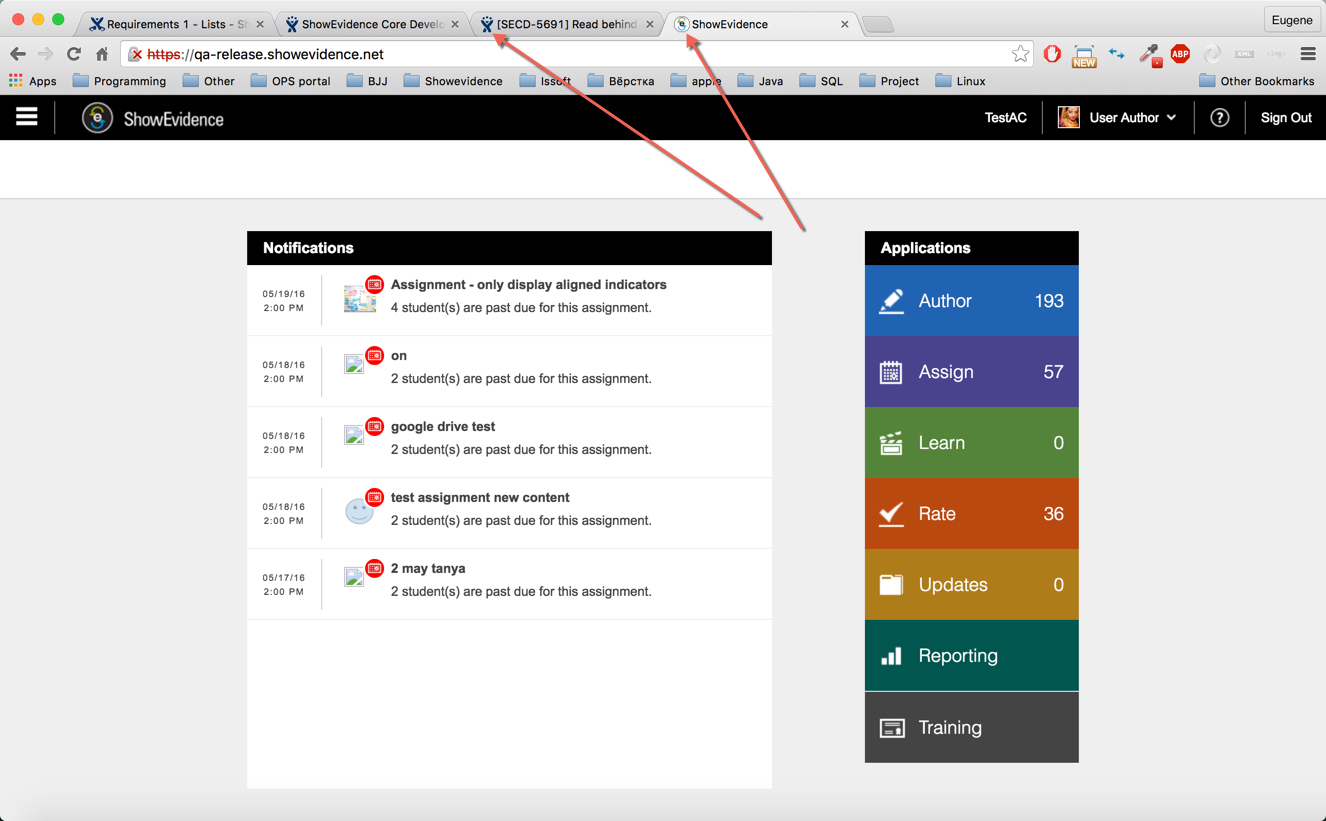 Requirements 1 - Lists - Sh
ShowEvidence Core Develo
[SECD-5691] Read behind
ShowEvidence
Eugene
https://qa-release.showevidence.net
NEW
ABP
XML
Apps
Programming
Other
OPS portal
BJJ
Showevidence
Issoft
Вёрстка
apple
Java
SQL
Project
Linux
Other Bookmarks
ShowEvidence
TestAC
User Author
?
Sign Out
Notifications
05/19/16
2:00 PM
Assignment - only display aligned indicators
4 student(s) are past due for this assignment.
05/18/16
2:00 PM
on
2 student(s) are past due for this assignment.
05/18/16
2:00 PM
google drive test
2 student(s) are past due for this assignment.
05/18/16
2:00 PM
test assignment new content
2 student(s) are past due for this assignment.
05/17/16
2:00 PM
2 may tanya
2 student(s) are past due for this assignment.
Applications
Author 193
Assign 57
Learn 0
Rate 36
Updates 0
Reporting
Training